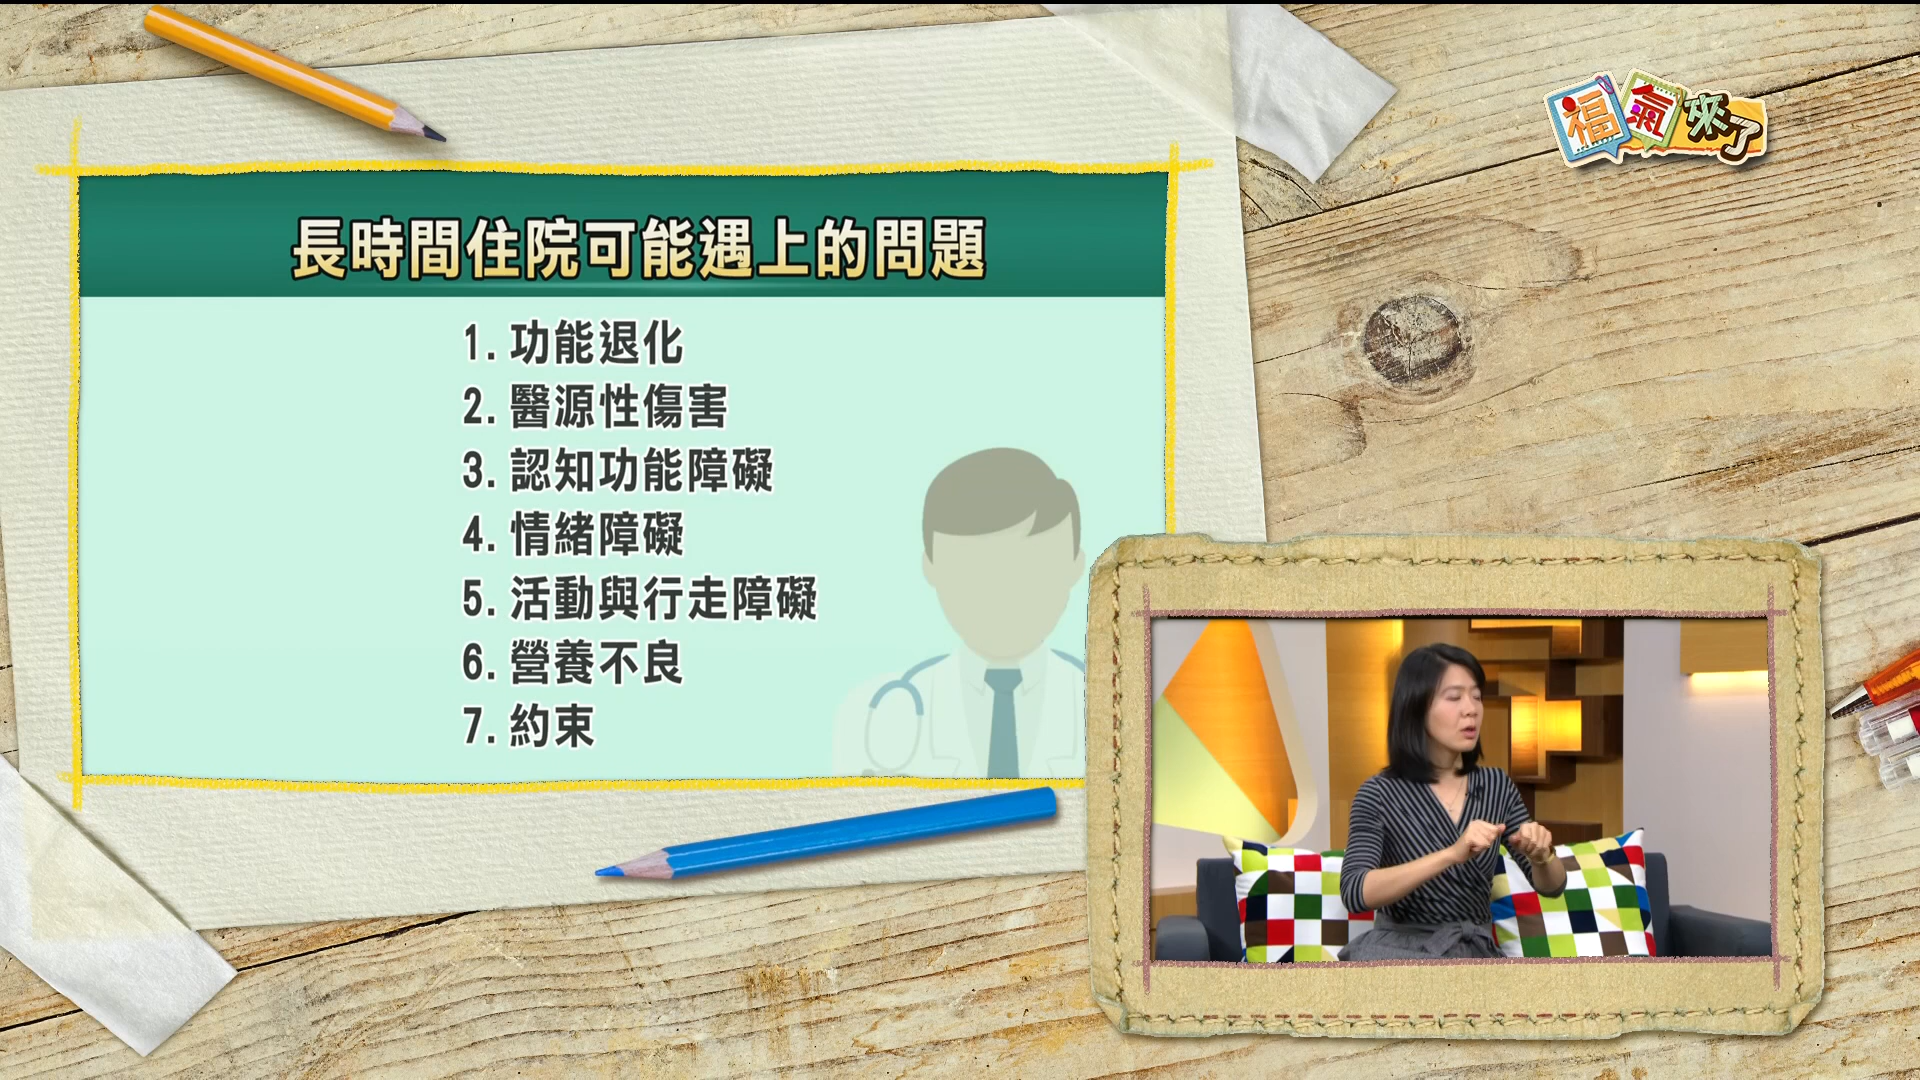 福氣來了
長時間住院可能遇上的問題
1. 功能退化
2. 醫源性傷害
3. 認知功能障礙
4. 情緒障礙
5. 活動與行走障礙
6. 營養不良
7. 約束